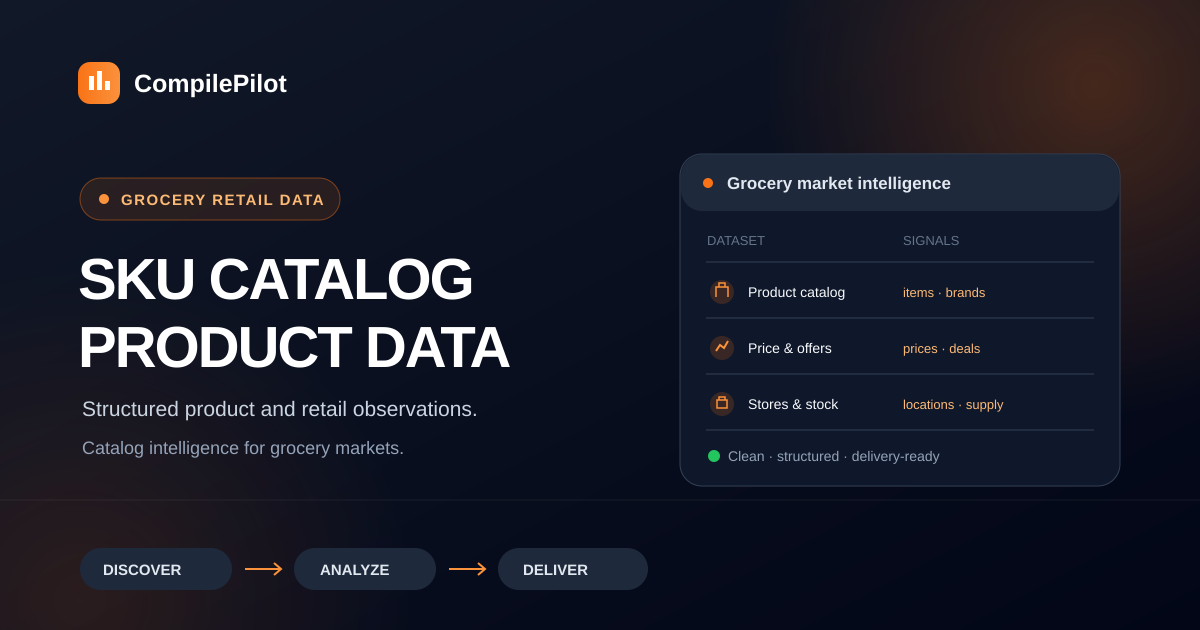 CompilePilot
GROCERY RETAIL DATA
SKU CATALOG
PRODUCT DATA
Structured product and retail observations.
Catalog intelligence for grocery markets.
Grocery market intelligence
DATASET SIGNALS
Product catalog items · brands
Price & offers prices · deals
Stores & stock locations · supply
Clean · structured · delivery-ready
DISCOVER ANALYZE DELIVER